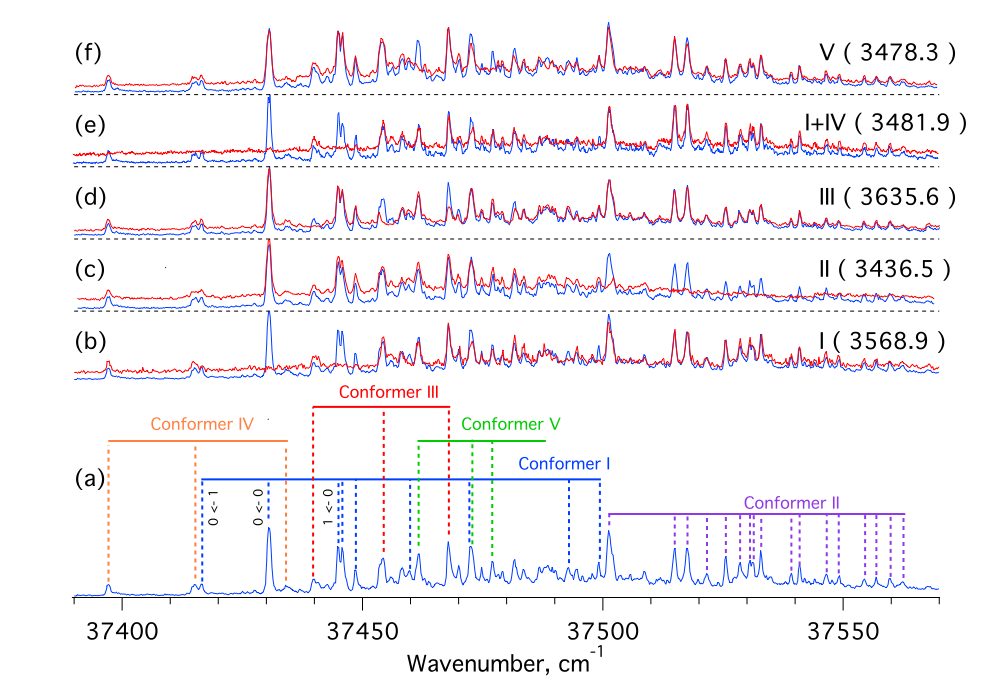 (f)
V ( 3478.3 )
(e)
I+IV ( 3481.9 )
(d)
III ( 3635.6 )
(c)
II ( 3436.5 )
(b)
I ( 3568.9 )
Conformer III
Conformer IV
Conformer V
Conformer I
(a)
0 <- 1
0 <- 0
1 <- 0
Conformer II
37400
37450
37500
37550
Wavenumber, cm-1